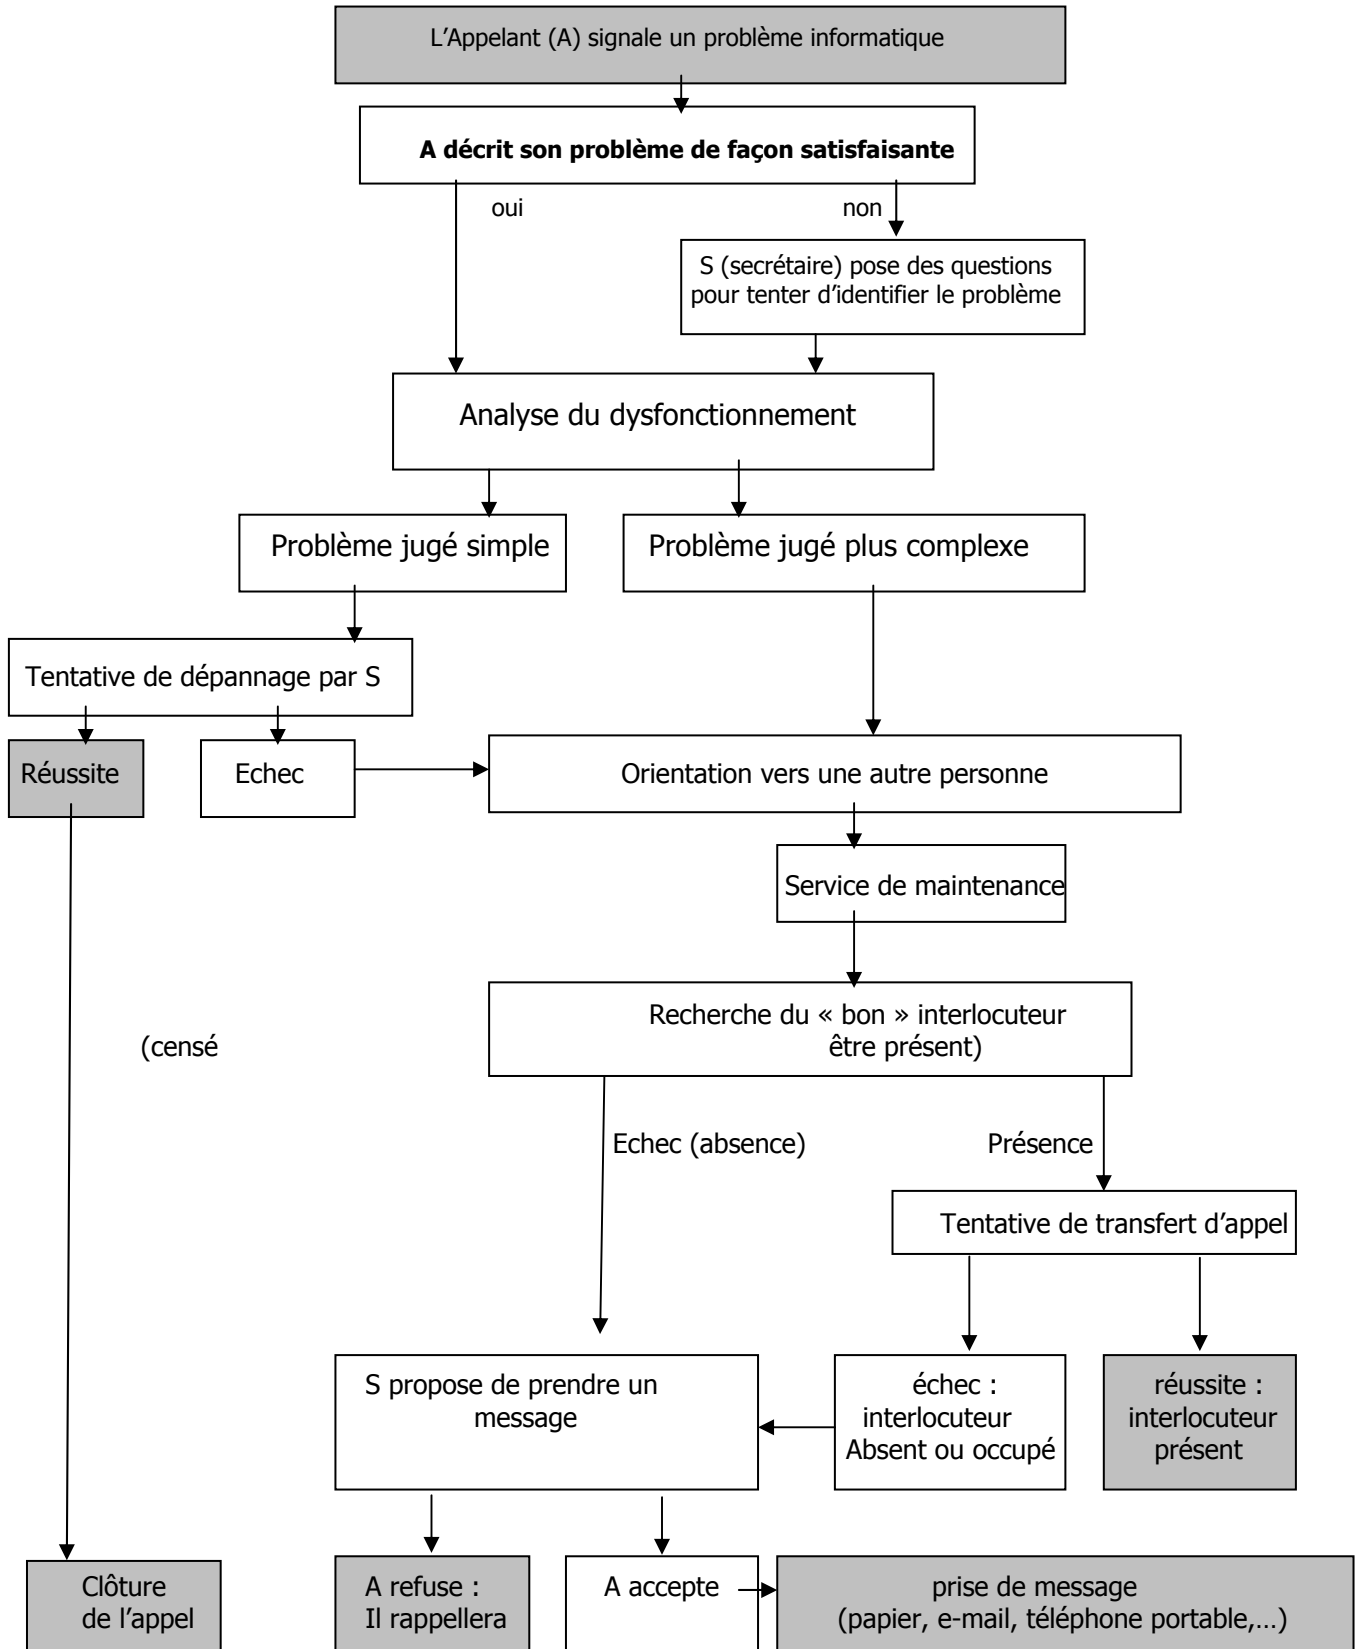 L’Appelant (A) signale un problème informatique
A décrit son problème de façon satisfaisante
oui
non
S (secrétaire) pose des questions
pour tenter d’identifier le problème
Analyse du dysfonctionnement
Problème jugé simple
Problème jugé plus complexe
Tentative de dépannage par S
Réussite
Echec
Orientation vers une autre personne
Service de maintenance
Recherche du « bon » interlocuteur
(censé
être présent)
Echec (absence)
Présence
Tentative de transfert d’appel
S propose de prendre un
message
échec :
interlocuteur
Absent ou occupé
réussite :
interlocuteur
présent
Clôture
de l’appel
A refuse :
Il rappellera
A accepte
prise de message
(papier, e-mail, téléphone portable,…)